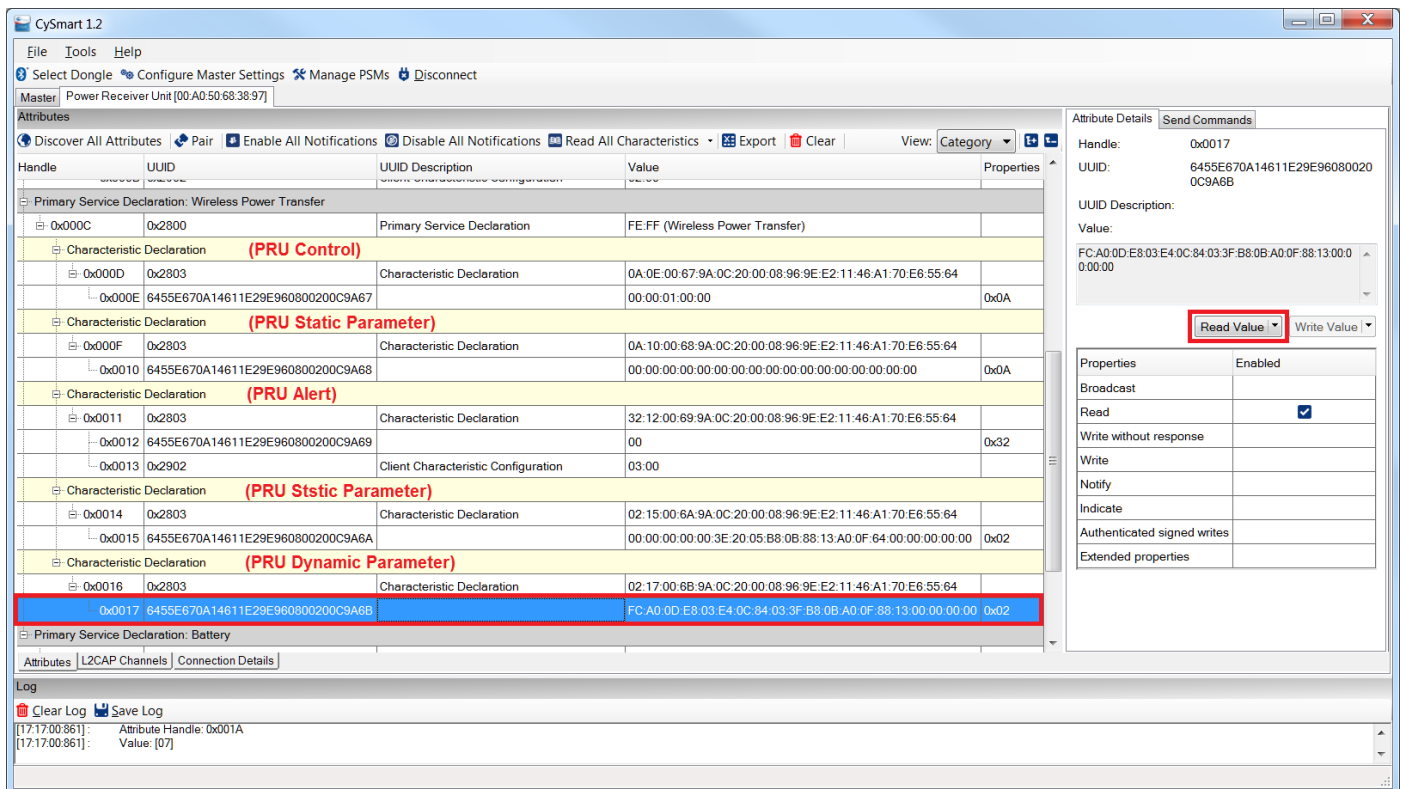 CySmart 1.2
File Tools Help
Select Dongle Configure Master Settings Manage PSMs Disconnect
Master Power Receiver Unit [00:A0:50:68:38:97]
Attributes
Discover All Attributes Pair Enable All Notifications Disable All Notifications Read All Characteristics Export Clear View: Category
Handle UUID UUID Description Value Properties
Primary Service Declaration: Wireless Power Transfer
0x000C 0x2800 Primary Service Declaration FE:FF (Wireless Power Transfer)
Characteristic Declaration (PRU Control)
0x000D 0x2803 Characteristic Declaration 0A:0E:00:67:9A:0C:20:00:08:96:9E:E2:11:46:A1:70:E6:55:64
0x000E 6455E670A14611E29E960800200C9A67 00:00:01:00:00 0x0A
Characteristic Declaration (PRU Static Parameter)
0x000F 0x2803 Characteristic Declaration 0A:10:00:68:9A:0C:20:00:08:96:9E:E2:11:46:A1:70:E6:55:64
0x0010 6455E670A14611E29E960800200C9A68 00:00:00:00:00:00:00:00:00:00:00:00:00:00:00:00:00 0x0A
Characteristic Declaration (PRU Alert)
0x0011 0x2803 Characteristic Declaration 32:12:00:69:9A:0C:20:00:08:96:9E:E2:11:46:A1:70:E6:55:64
0x0012 6455E670A14611E29E960800200C9A69 00 0x32
0x0013 0x2902 Client Characteristic Configuration 03:00
Characteristic Declaration (PRU Ststic Parameter)
0x0014 0x2803 Characteristic Declaration 02:15:00:6A:9A:0C:20:00:08:96:9E:E2:11:46:A1:70:E6:55:64
0x0015 6455E670A14611E29E960800200C9A6A 00:00:00:00:00:3E:20:05:B8:0B:88:13:A0:0F:64:00:00:00:00:00 0x02
Characteristic Declaration (PRU Dynamic Parameter)
0x0016 0x2803 Characteristic Declaration 02:17:00:6B:9A:0C:20:00:08:96:9E:E2:11:46:A1:70:E6:55:64
0x0017 6455E670A14611E29E960800200C9A6B FC:A0:0D:E8:03:E4:0C:84:03:3F:B8:0B:A0:0F:88:13:00:00:00:00 0x02
Primary Service Declaration: Battery
Attributes L2CAP Channels Connection Details
Attribute Details Send Commands
Handle: 0x0017
UUID: 6455E670A14611E29E96080020
0C9A6B
UUID Description:
Value:
FC:A0:0D:E8:03:E4:0C:84:03:3F:B8:0B:A0:0F:88:13:00:0
0:00:00
Read Value Write Value
Properties Enabled
Broadcast
Read
Write without response
Write
Notify
Indicate
Authenticated signed writes
Extended properties
Log
Clear Log Save Log
[17:17:00:861] : Attribute Handle: 0x001A
[17:17:00:861] : Value: [07]